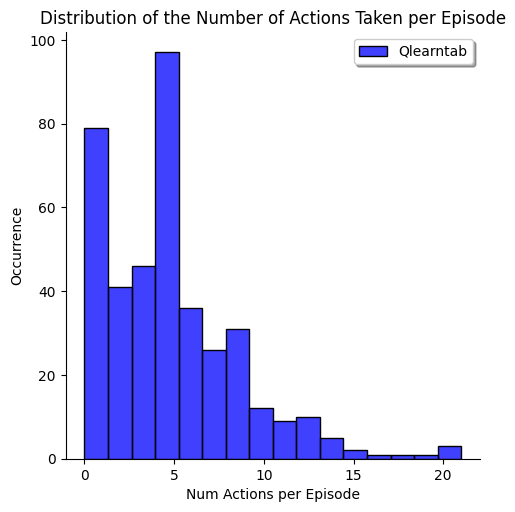 Distribution of the Number of Actions Taken per Episode
Qlearntab
100
80
60
40
20
0
Occurrence
0 5 10 15 20
Num Actions per Episode